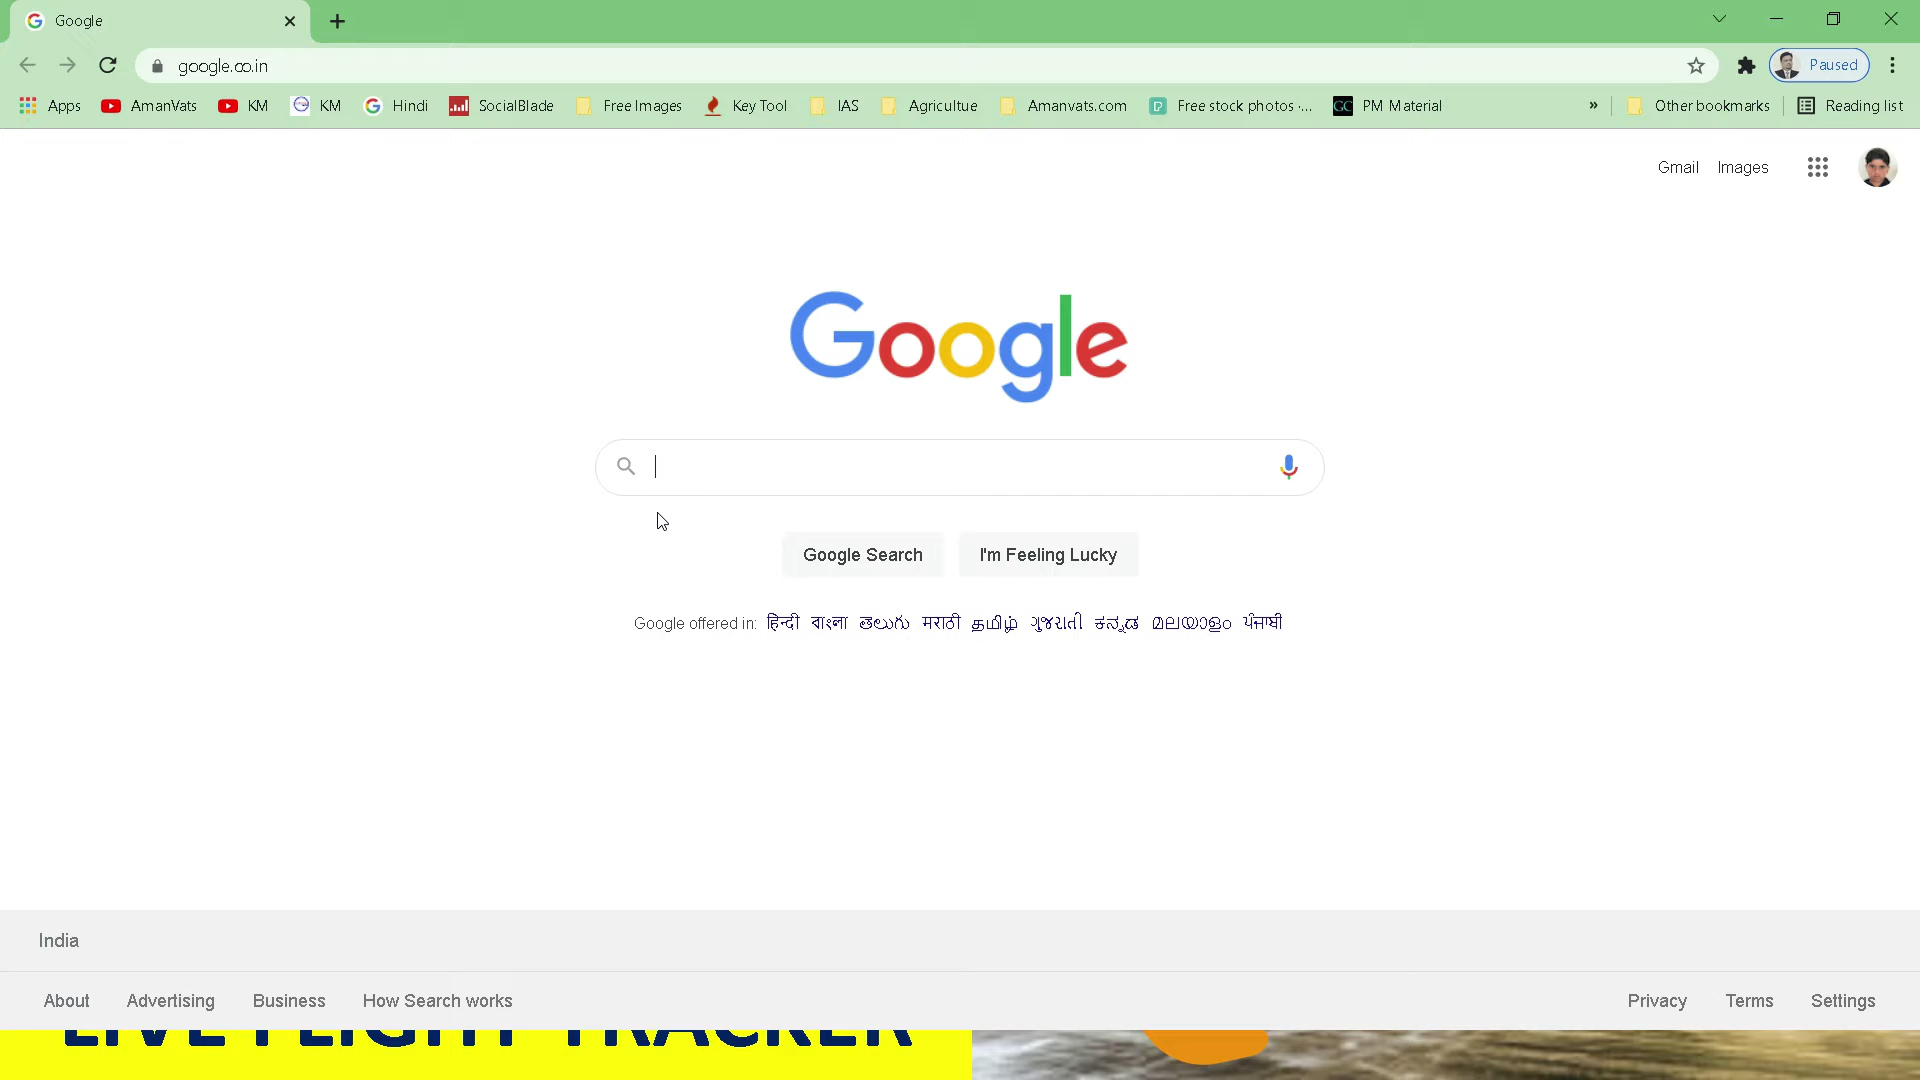 Google
google.co.in
Paused
Apps AmanVats KM KM Hindi SocialBlade Free Images Key Tool IAS Agricultue Amanvats.com Free stock photos ·... GC PM Material » Other bookmarks Reading list
Gmail Images
Google
Google Search I'm Feeling Lucky
Google offered in: हिन्दी বাংলা తెలుగు मराठी தமிழ் ગુજરાતી ಕನ್ನಡ മലയാളം ਪੰਜਾਬੀ
India
About Advertising Business How Search works Privacy Terms Settings
LIVE FLIGHT TRACKER